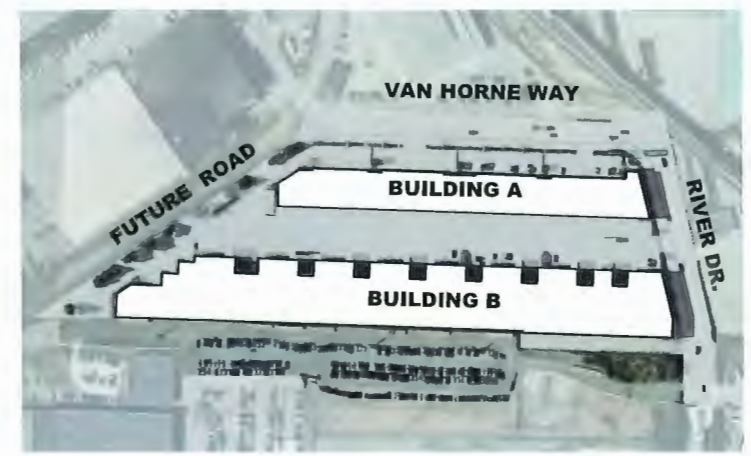 VAN HORNE WAY
BUILDING A
FUTURE ROAD
RIVER DR.
BUILDING B